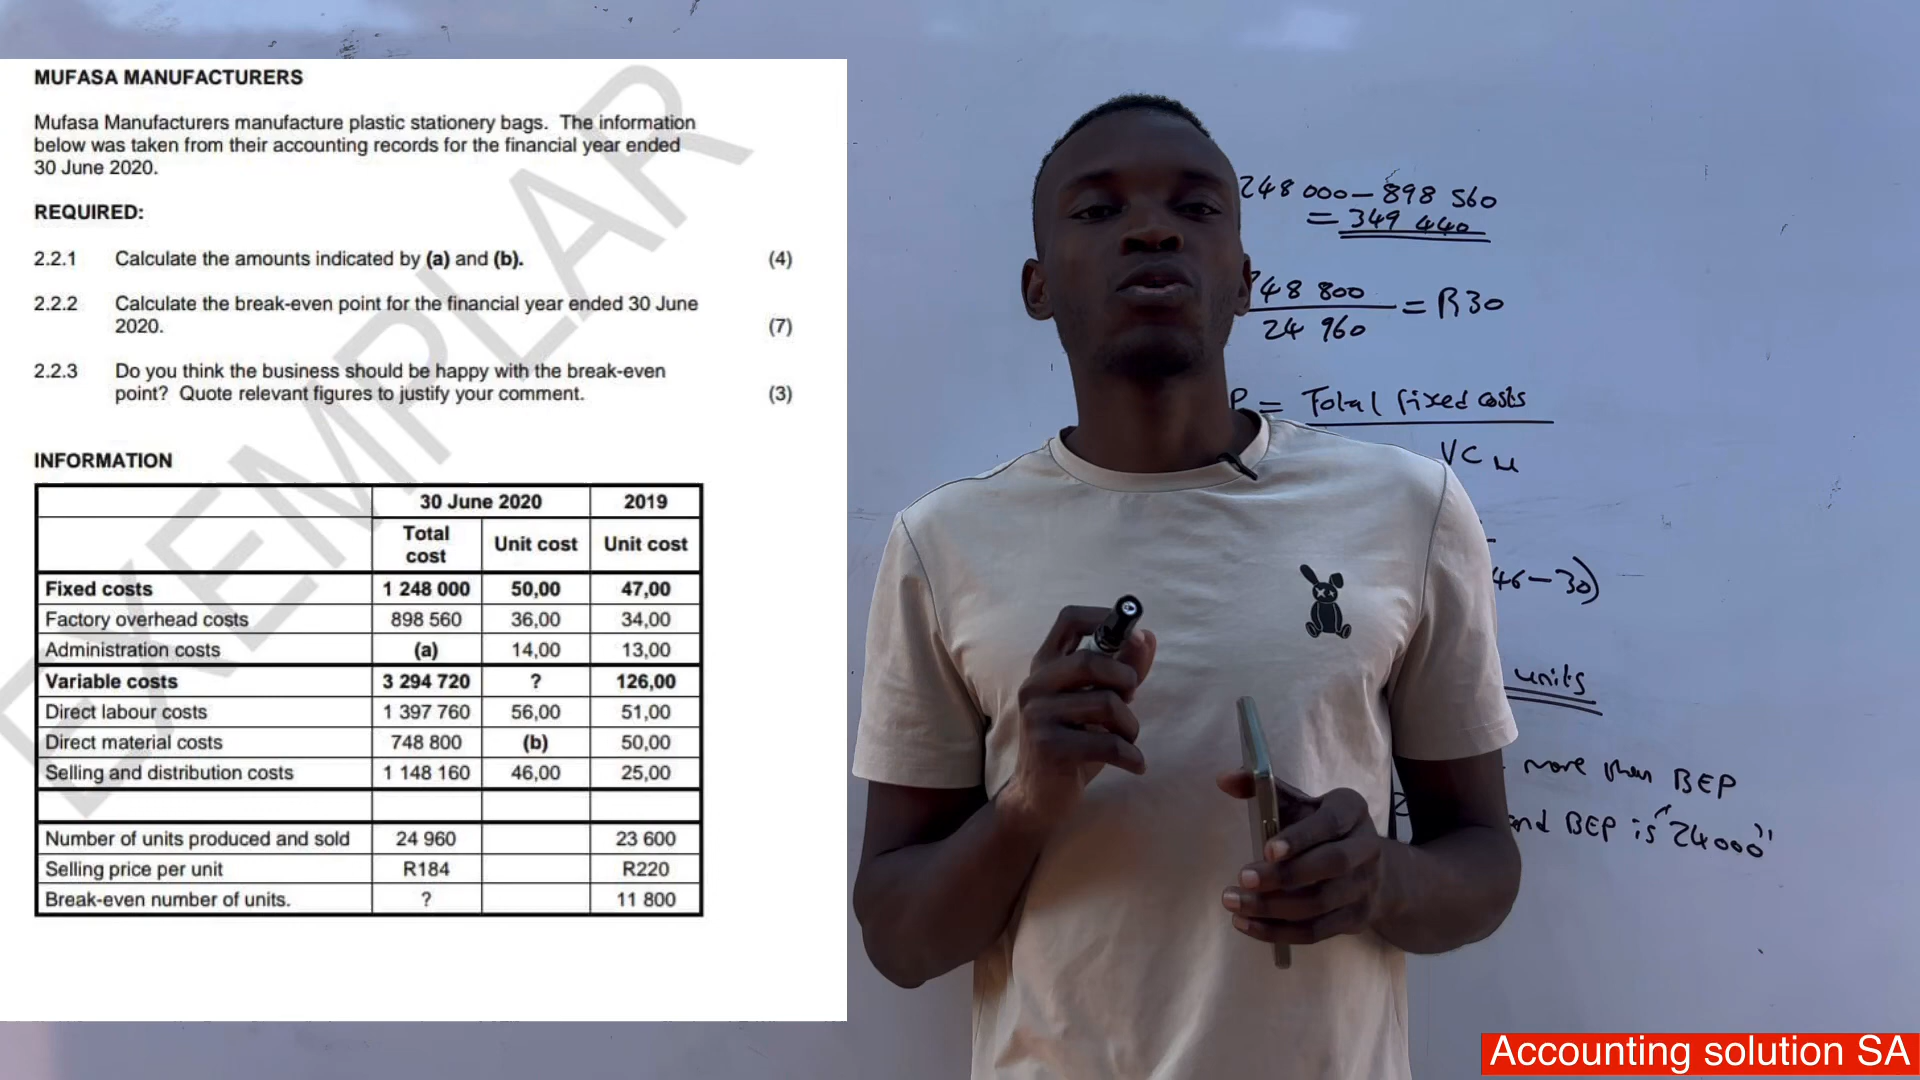 MUFASA MANUFACTURERS
Mufasa Manufacturers manufacture plastic stationery bags. The information
below was taken from their accounting records for the financial year ended
30 June 2020.
REQUIRED:
2.2.1 Calculate the amounts indicated by (a) and (b). (4)
2.2.2 Calculate the break-even point for the financial year ended 30 June
2020. (7)
2.2.3 Do you think the business should be happy with the break-even
point? Quote relevant figures to justify your comment. (3)
INFORMATION
30 June 2020 2019
Total cost Unit cost Unit cost
Fixed costs 1 248 000 50,00 47,00
Factory overhead costs 898 560 36,00 34,00
Administration costs (a) 14,00 13,00
Variable costs 3 294 720 ? 126,00
Direct labour costs 1 397 760 56,00 51,00
Direct material costs 748 800 (b) 50,00
Selling and distribution costs 1 148 160 46,00 25,00
Number of units produced and sold 24 960 23 600
Selling price per unit R184 R220
Break-even number of units. ? 11 800
EXEMPLAR
248 000 – 898 560
= 349 440
48 800
24 960
= R30
P = Total fixed costs
VC
46 – 30)
units
more than BEP
and BEP is "24000"
Accounting solution SA